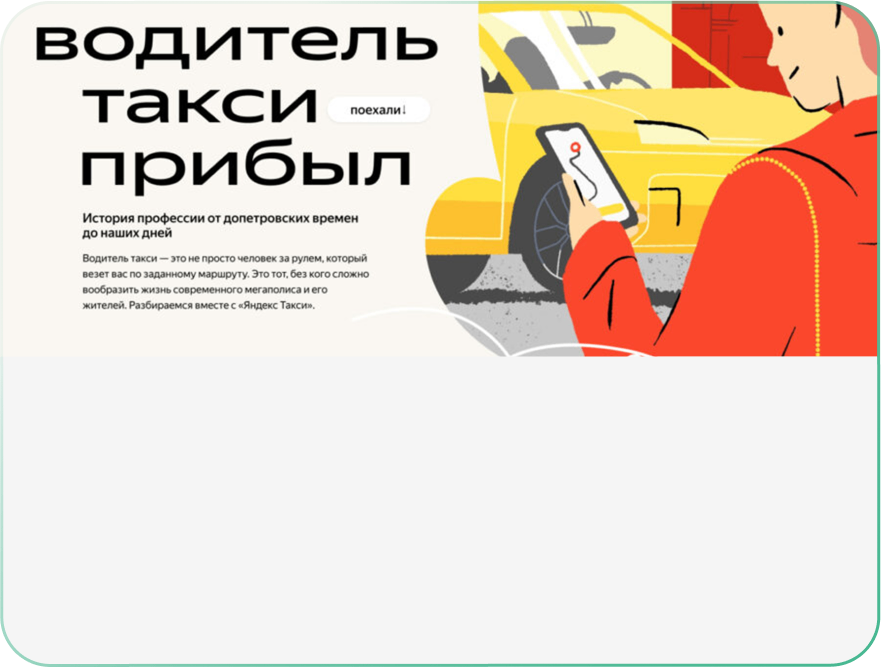 водитель
такси
поехали↓
прибыл
История профессии от допетровских времен
до наших дней
Водитель такси — это не просто человек за рулем, который
везет вас по заданному маршруту. Это тот, без кого сложно
вообразить жизнь современного мегаполиса и его
жителей. Разбираемся вместе с «Яндекс Такси».